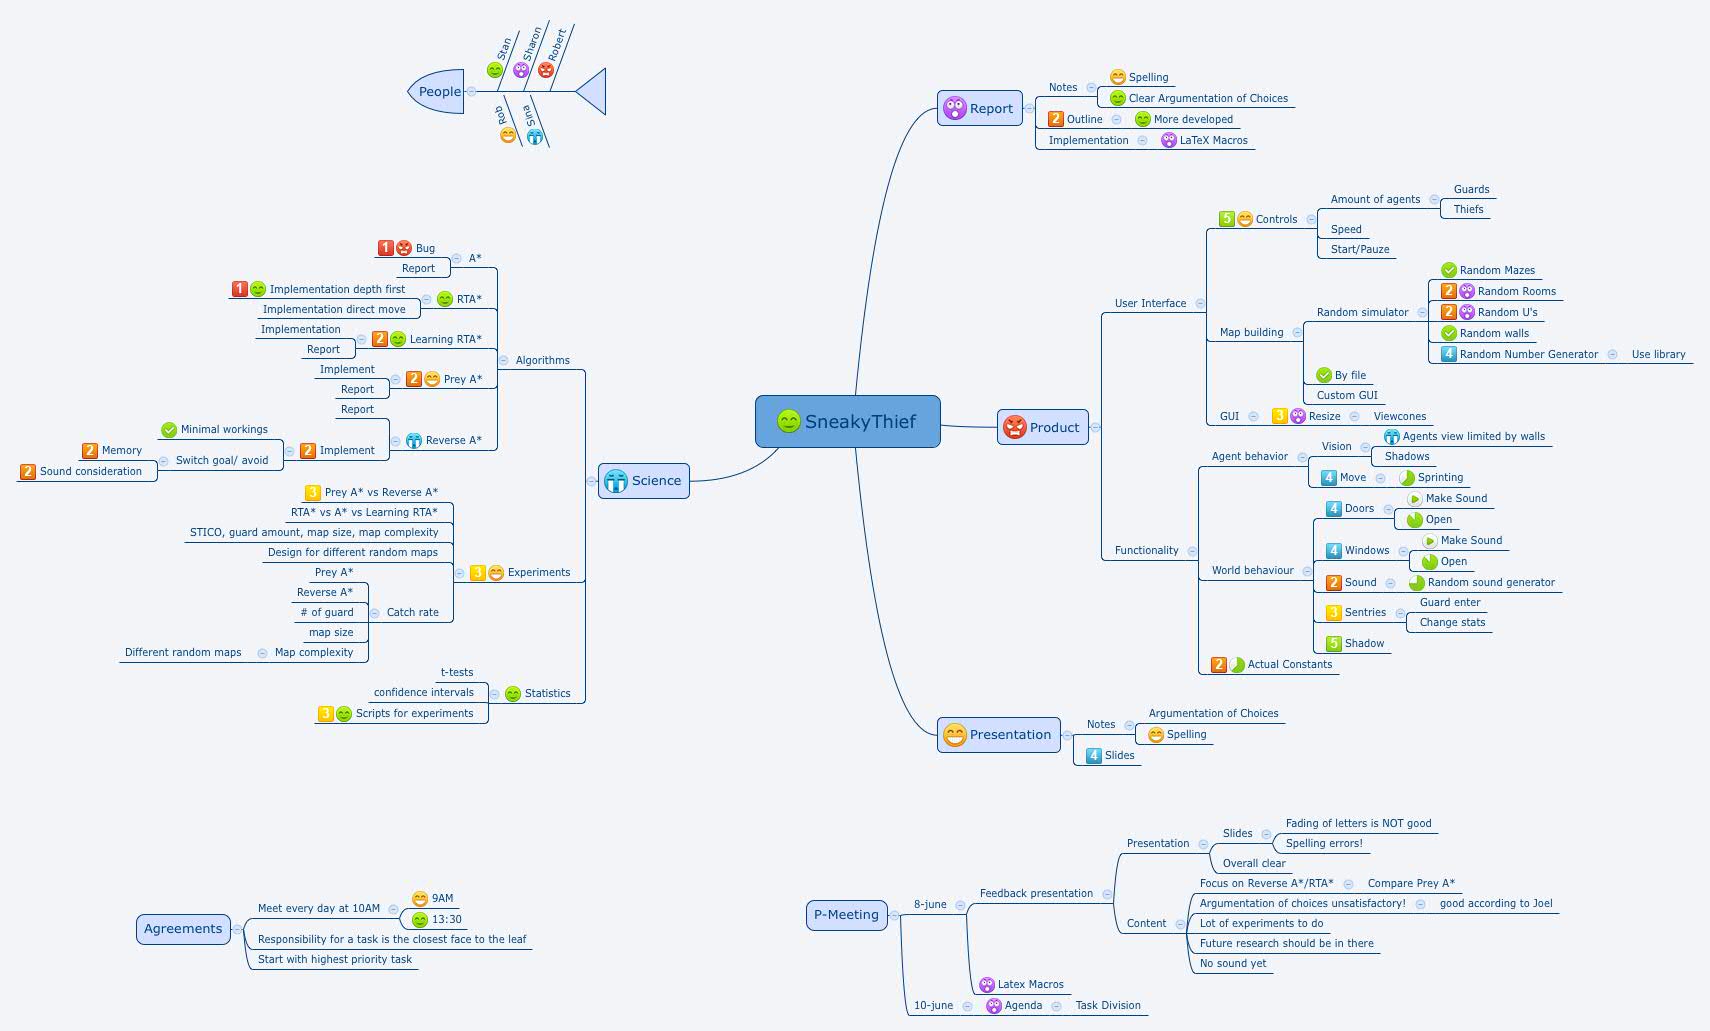 Stan
Sharon
Robert
People
Rob
Suna
Report
Notes
Spelling
Clear Argumentation of Choices
2 Outline
More developed
Implementation
LaTeX Macros
SneakyThief
Product
User Interface
5 Controls
Amount of agents
Guards
Thiefs
Speed
Start/Pauze
Map building
Random simulator
Random Mazes
2 Random Rooms
2 Random U's
Random walls
4 Random Number Generator
Use library
By file
Custom GUI
GUI
3 Resize
Viewcones
Functionality
Agent behavior
Vision
Agents view limited by walls
Shadows
4 Move
Sprinting
World behaviour
4 Doors
Make Sound
Open
4 Windows
Make Sound
Open
2 Sound
Random sound generator
3 Sentries
Guard enter
Change stats
5 Shadow
2 Actual Constants
Presentation
Notes
Argumentation of Choices
Spelling
4 Slides
Science
Algorithms
A*
1 Bug
Report
RTA*
1 Implementation depth first
Implementation direct move
2 Learning RTA*
Implementation
Report
2 Prey A*
Implement
Report
Reverse A*
Report
2 Implement
Minimal workings
Switch goal/ avoid
2 Memory
2 Sound consideration
3 Experiments
3 Prey A* vs Reverse A*
RTA* vs A* vs Learning RTA*
STICO, guard amount, map size, map complexity
Design for different random maps
Catch rate
Prey A*
Reverse A*
# of guard
map size
Map complexity
Different random maps
Statistics
t-tests
confidence intervals
3 Scripts for experiments
Agreements
Meet every day at 10AM
9AM
13:30
Responsibility for a task is the closest face to the leaf
Start with highest priority task
P-Meeting
8-june
Feedback presentation
Presentation
Slides
Fading of letters is NOT good
Spelling errors!
Overall clear
Content
Focus on Reverse A*/RTA*
Compare Prey A*
Argumentation of choices unsatisfactory!
good according to Joel
Lot of experiments to do
Future research should be in there
No sound yet
Latex Macros
10-june
Agenda
Task Division